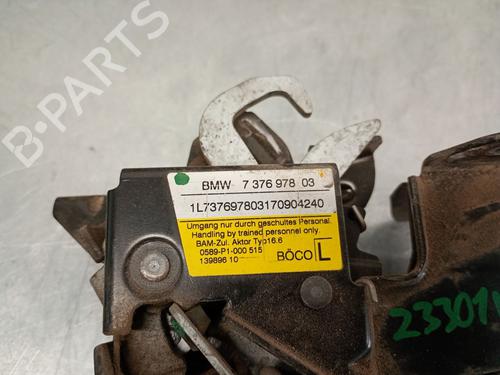 B-PARTS
BMW 7 376 978 03
1L737697803170904240
Umgang nur durch geschultes Personal.
Handling by trained personnel only.
BAM-Zul. Aktor Typ16.6
0589-P1-000 515
139896 10
BÖCO L
23301